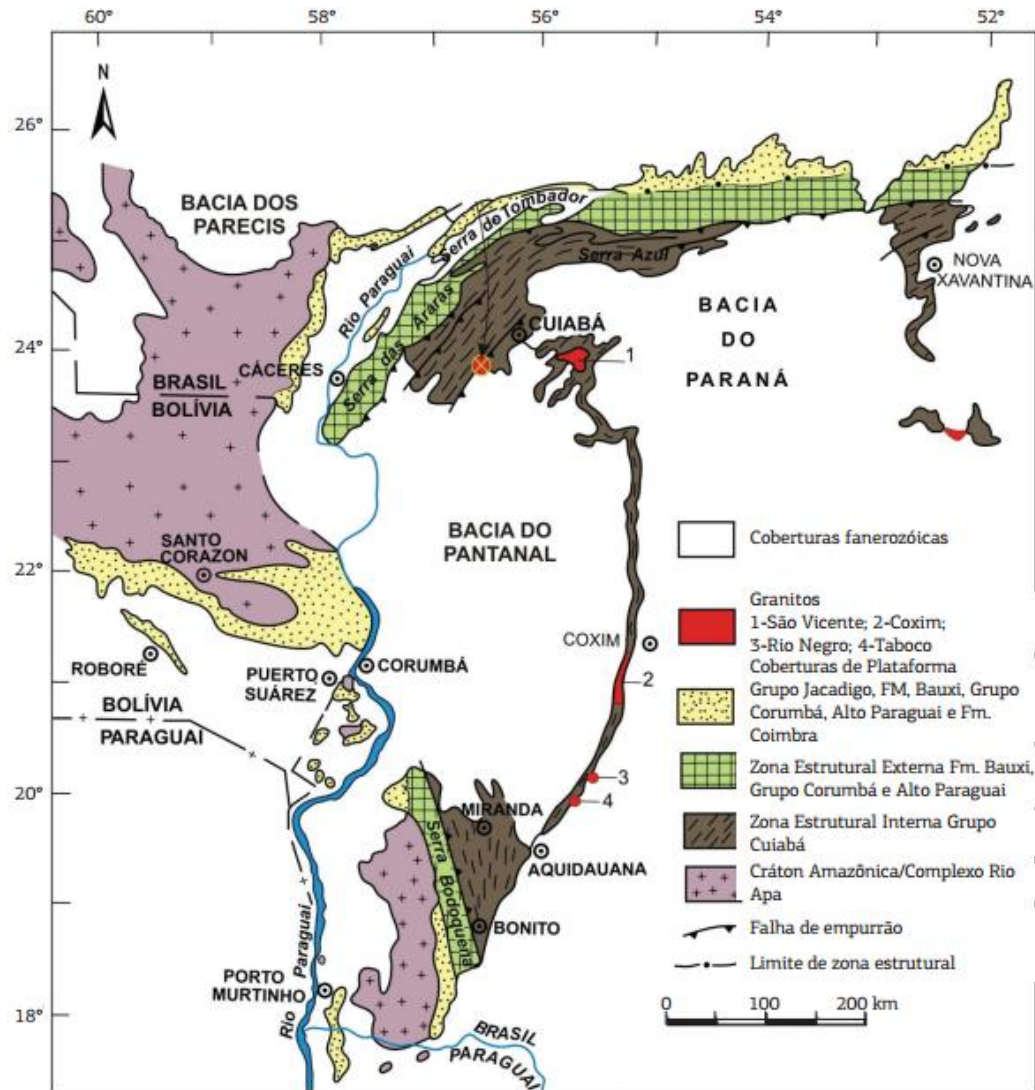 60°
58°
56°
54°
52°
N
26°
24°
22°
20°
18°
BACIA DOS
PARECIS
Serra de Tombador
Rio Paraguai
Serra Azul
Serra das Araras
NOVA
XAVANTINA
BACIA
DO
PARANÁ
CUIABÁ
1
CÁCERES
BRASIL
BOLÍVIA
BACIA DO
PANTANAL
SANTO
CORAZON
COXIM
2
ROBORÉ
PUERTO
SUÁREZ
CORUMBÁ
BOLÍVIA
PARAGUAI
3
4
MIRANDA
AQUIDAUANA
Serra Bodoquena
BONITO
PORTO
MURTINHO
Rio Paraguai
BRASIL
PARAGUAI
Coberturas fanerozóicas
Granitos
1-São Vicente; 2-Coxim;
3-Rio Negro; 4-Taboco
Coberturas de Plataforma
Grupo Jacadigo, FM, Bauxi, Grupo
Corumbá, Alto Paraguai e Fm.
Coimbra
Zona Estrutural Externa Fm. Bauxi,
Grupo Corumbá e Alto Paraguai
Zona Estrutural Interna Grupo
Cuiabá
Cráton Amazônica/Complexo Rio
Apa
Falha de empurrão
Limite de zona estrutural
0 100 200 km